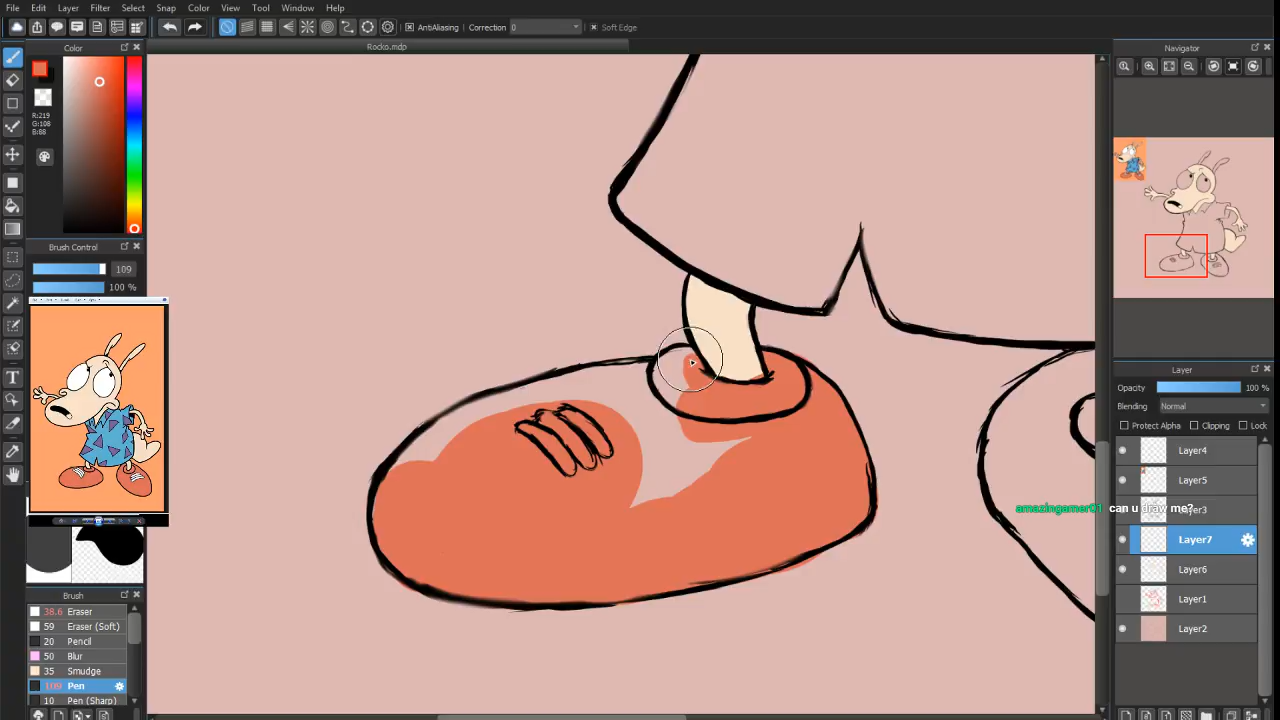 File Edit Layer Filter Select Snap Color View Tool Window Help
AntiAliasing Correction 0 Soft Edge
Rocko.mdp
Color
R:219
G:108
B:88
Brush Control
109
100 %
Brush
38.6 Eraser
59 Eraser (Soft)
20 Pencil
50 Blur
35 Smudge
109 Pen
10 Pen (Sharp)
Navigator
Layer
Opacity 100 %
Blending Normal
Protect Alpha Clipping Lock
Layer4
Layer5
amazingamer01 can u draw me?
Layer7
Layer6
Layer1
Layer2